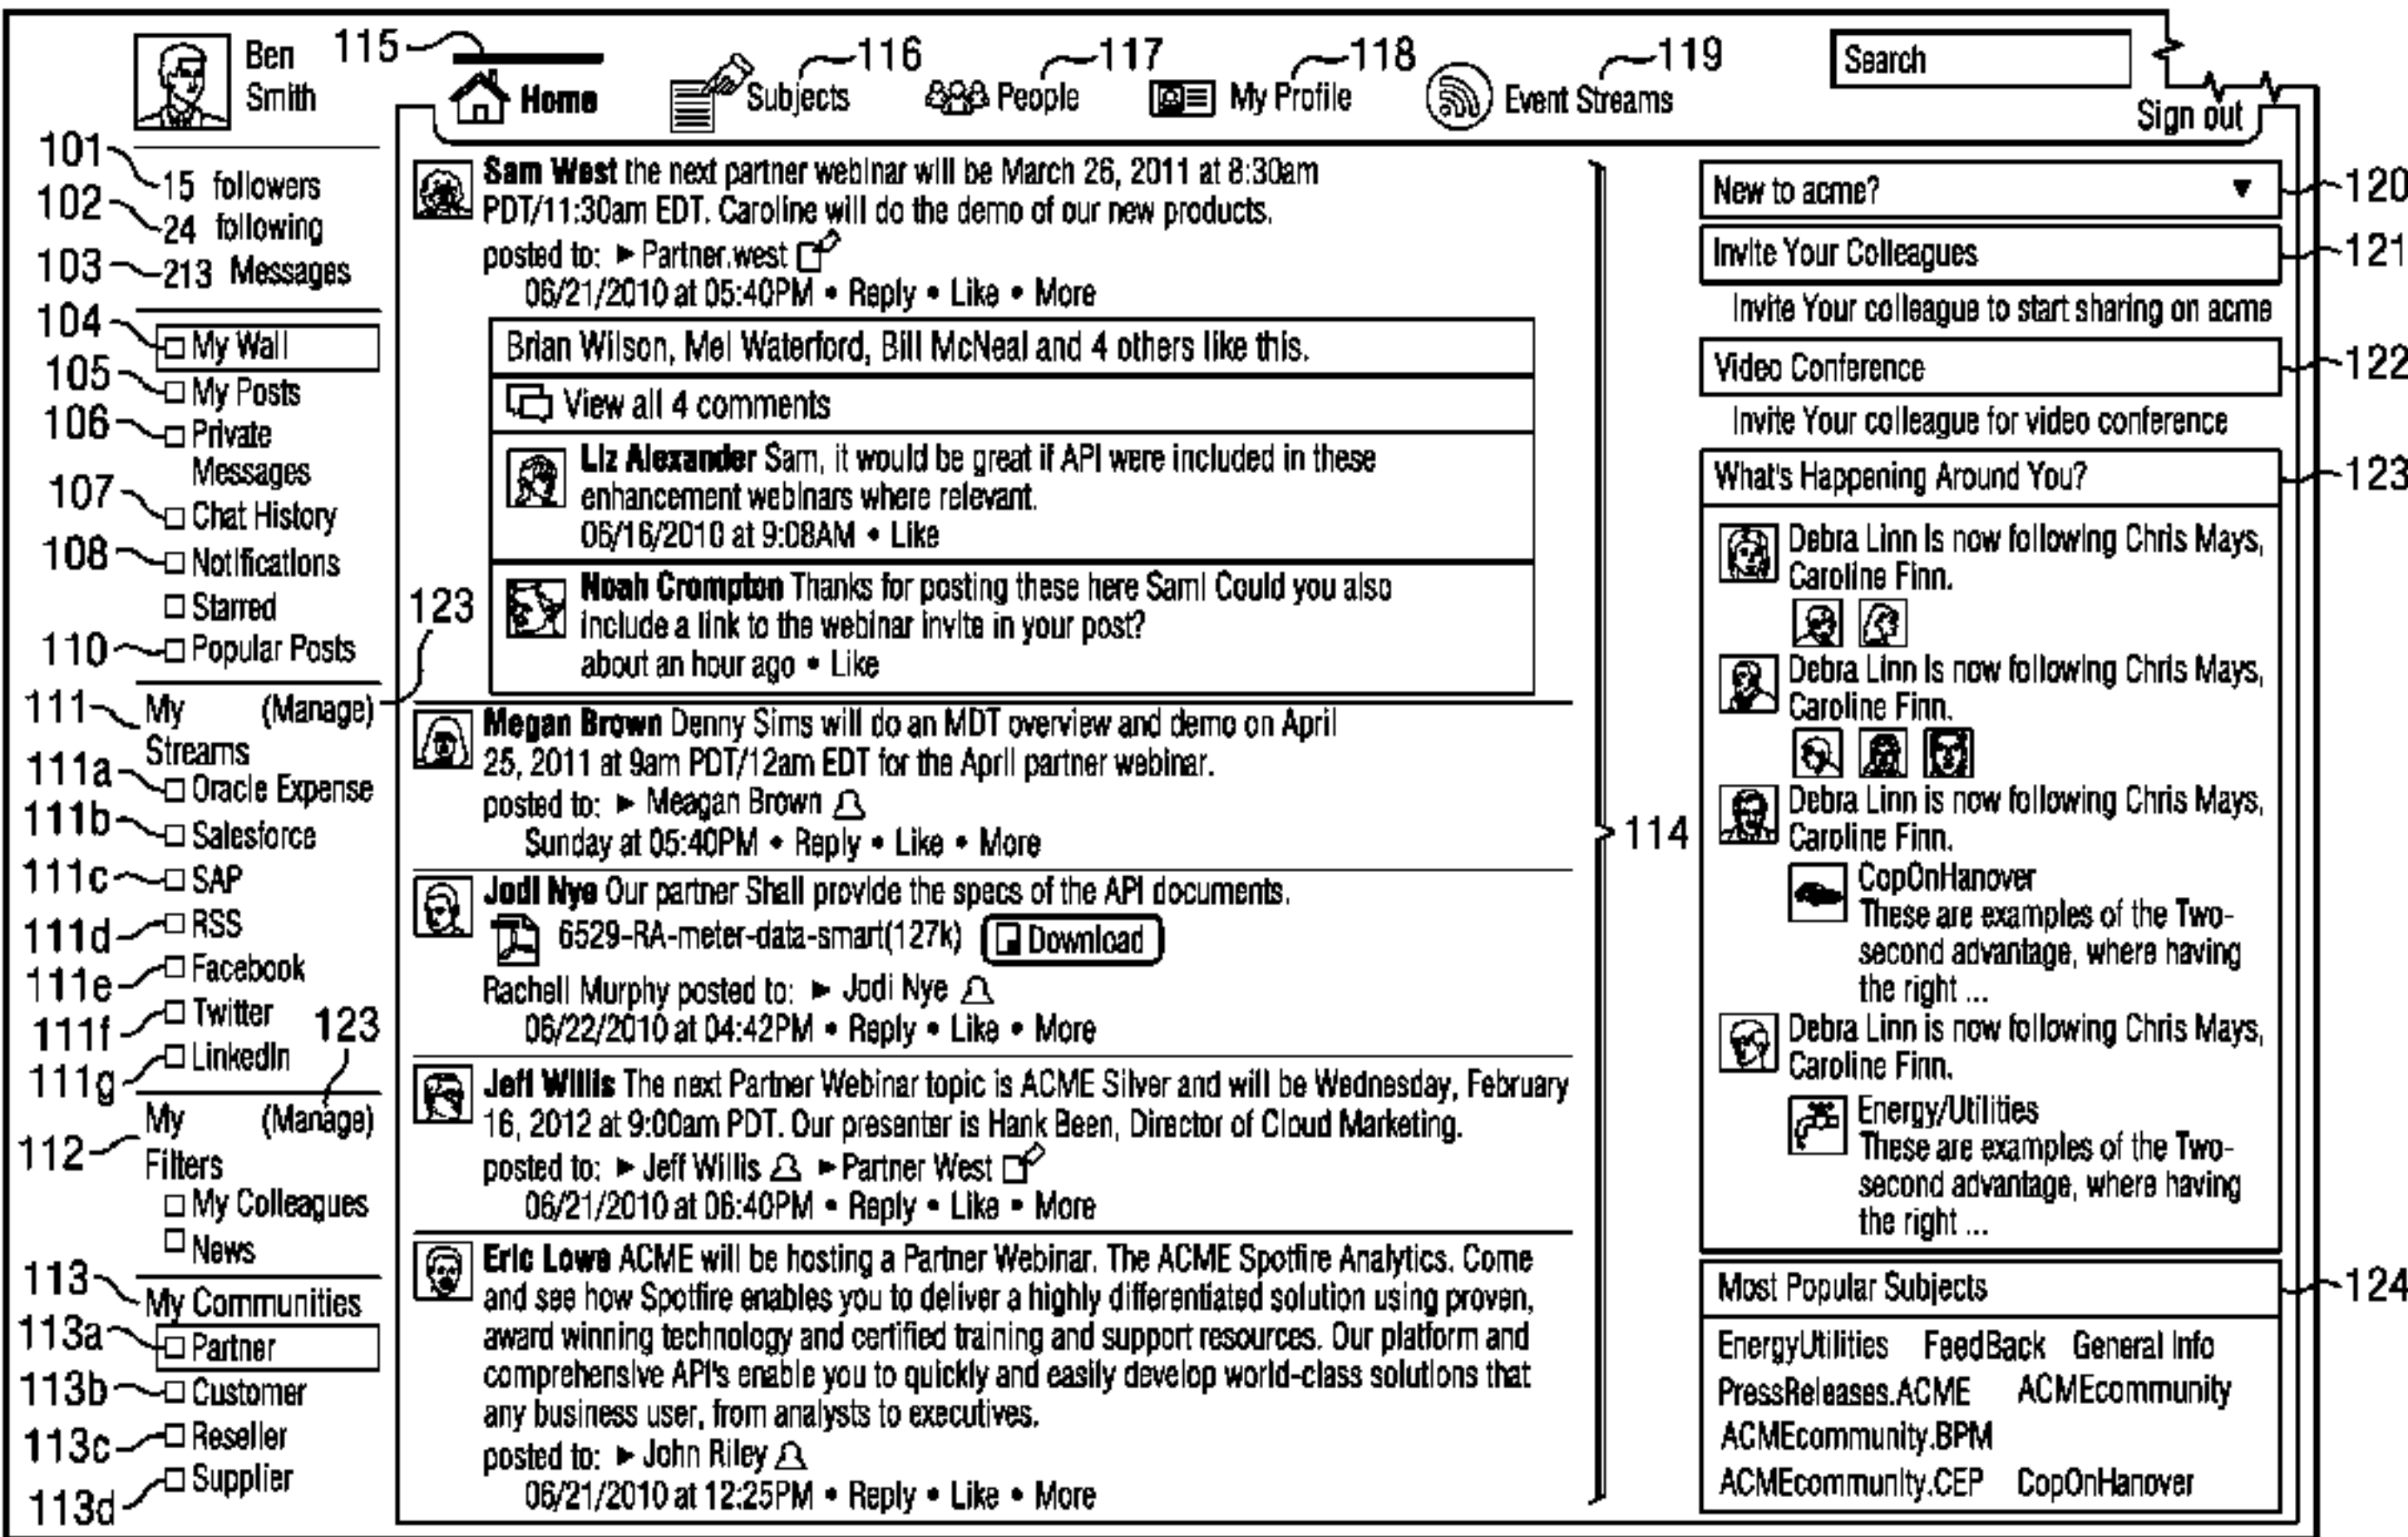 Ben
Smith
115
Home
116
Subjects
117
People
118
My Profile
119
Event Streams
Search
Sign out
101
15 followers
102
24 following
103
213 Messages
104
My Wall
105
My Posts
106
Private
Messages
107
Chat History
108
Notifications
Starred
110
Popular Posts
123
111
My (Manage)
Streams
111a
Oracle Expense
111b
Salesforce
111c
SAP
111d
RSS
111e
Facebook
111f
Twitter
123
111g
LinkedIn
112
My (Manage)
Filters
My Colleagues
News
113
My Communities
113a
Partner
113b
Customer
113c
Reseller
113d
Supplier
Sam West the next partner webinar will be March 26, 2011 at 8:30am
PDT/11:30am EDT. Caroline will do the demo of our new products.
posted to: ► Partner.west
06/21/2010 at 05:40PM • Reply • Like • More
Brian Wilson, Mel Waterford, Bill McNeal and 4 others like this.
View all 4 comments
Liz Alexander Sam, it would be great if API were included in these
enhancement webinars where relevant.
06/16/2010 at 9:08AM • Like
Noah Crompton Thanks for posting these here Sam! Could you also
include a link to the webinar invite in your post?
about an hour ago • Like
Megan Brown Denny Sims will do an MDT overview and demo on April
25, 2011 at 9am PDT/12am EDT for the April partner webinar.
posted to: ► Meagan Brown
Sunday at 05:40PM • Reply • Like • More
Jodi Nye Our partner Shall provide the specs of the API documents.
6529-RA-meter-data-smart(127k) Download
Rachell Murphy posted to: ► Jodi Nye
06/22/2010 at 04:42PM • Reply • Like • More
Jeff Willis The next Partner Webinar topic is ACME Silver and will be Wednesday, February
16, 2012 at 9:00am PDT. Our presenter is Hank Been, Director of Cloud Marketing.
posted to: ► Jeff Willis ► Partner West
06/21/2010 at 06:40PM • Reply • Like • More
Eric Lowe ACME will be hosting a Partner Webinar. The ACME Spotfire Analytics. Come
and see how Spotfire enables you to deliver a highly differentiated solution using proven,
award winning technology and certified training and support resources. Our platform and
comprehensive API's enable you to quickly and easily develop world-class solutions that
any business user, from analysts to executives.
posted to: ► John Riley
06/21/2010 at 12:25PM • Reply • Like • More
114
New to acme? ▼
120
Invite Your Colleagues
121
Invite Your colleague to start sharing on acme
Video Conference
122
Invite Your colleague for video conference
What's Happening Around You?
123
Debra Linn Is now following Chris Mays,
Caroline Finn.
Debra Linn Is now following Chris Mays,
Caroline Finn.
Debra Linn is now following Chris Mays,
Caroline Finn.
CopOnHanover
These are examples of the Two-
second advantage, where having
the right ...
Debra Linn is now following Chris Mays,
Caroline Finn.
Energy/Utilities
These are examples of the Two-
second advantage, where having
the right ...
Most Popular Subjects
124
EnergyUtilities FeedBack General Info
PressReleases.ACME ACMEcommunity
ACMEcommunity.BPM
ACMEcommunity.CEP CopOnHanover